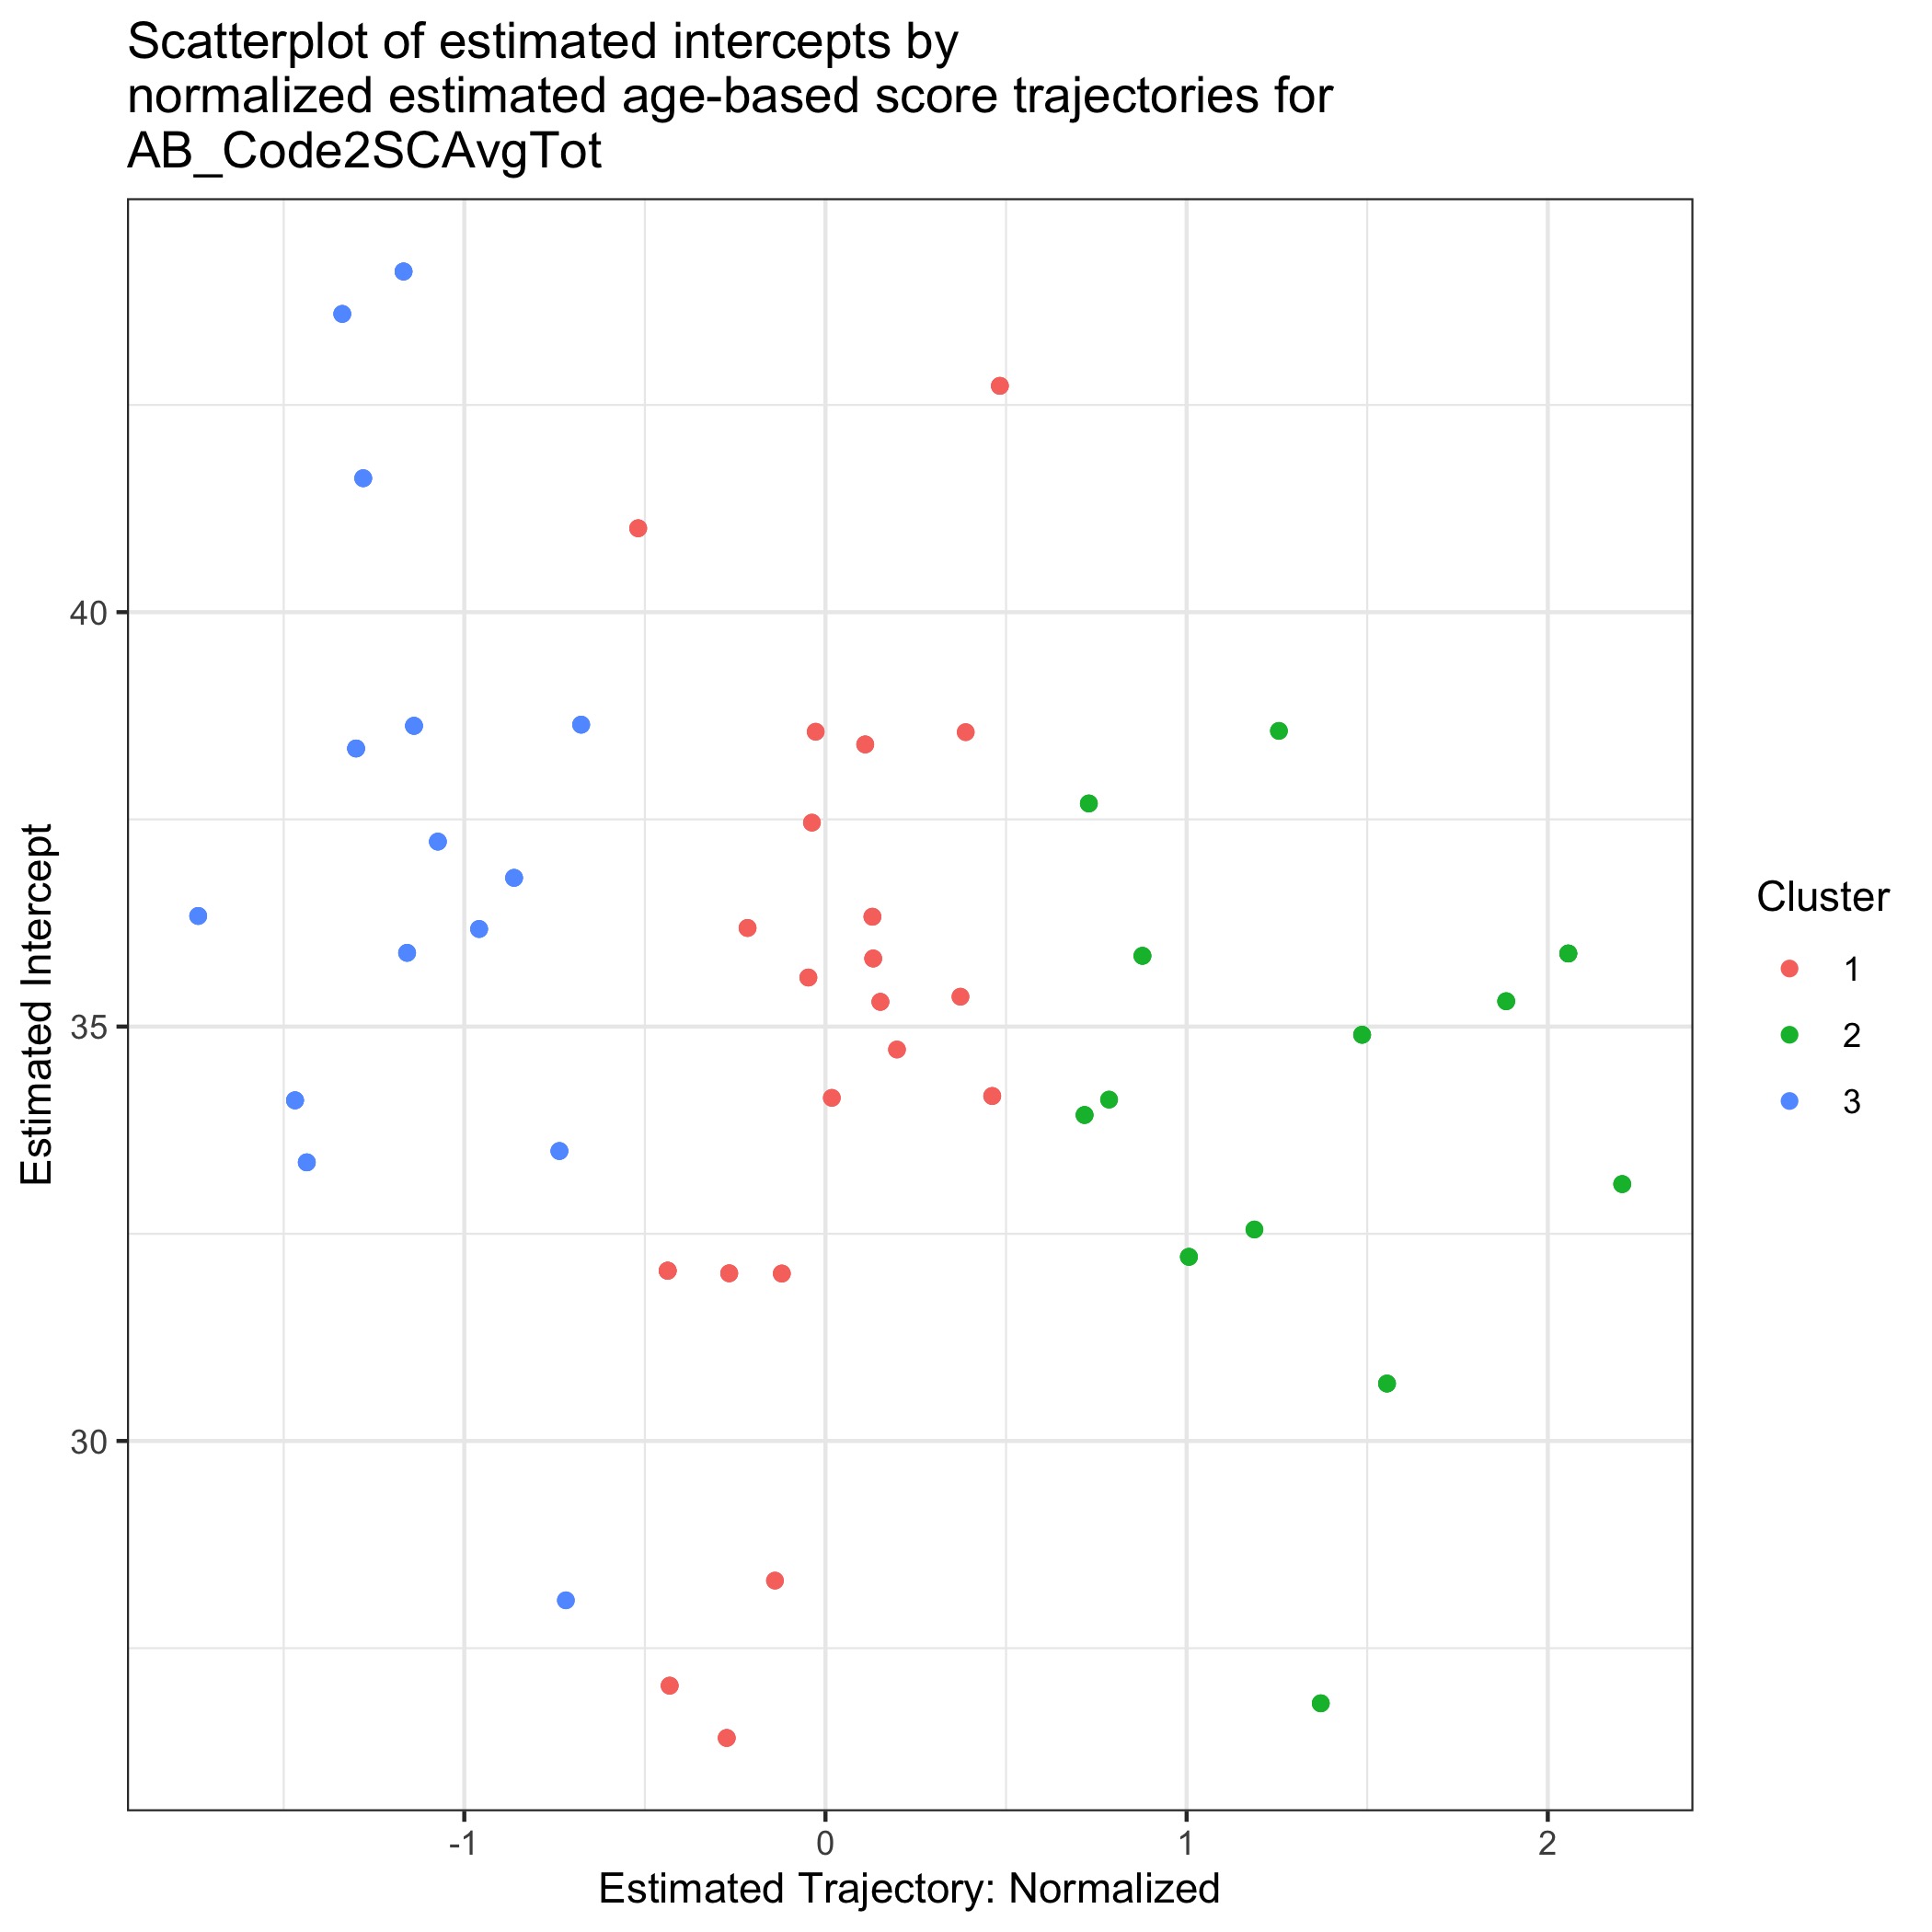 Scatterplot of estimated intercepts by
normalized estimated age-based score trajectories for
AB_Code2SCAvgTot
Estimated Intercept
40
35
30
-1
0
1
2
Estimated Trajectory: Normalized
Cluster
1
2
3